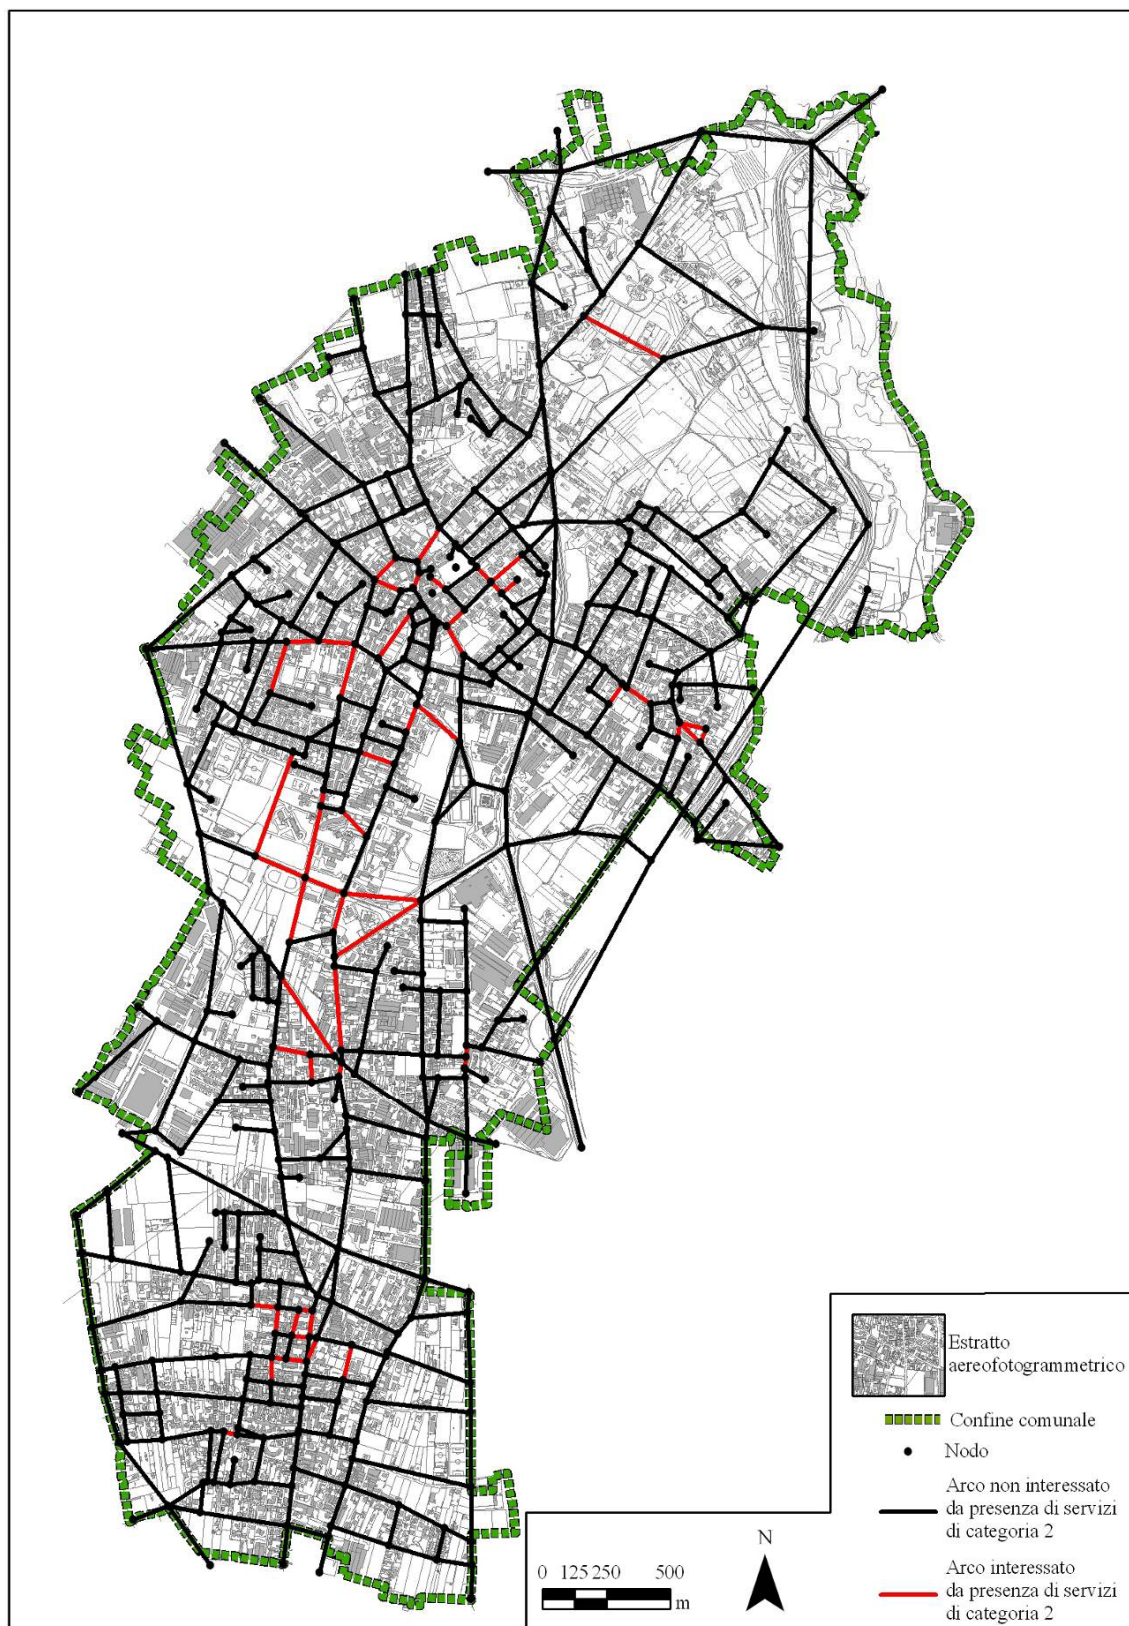 Estratto
aereofotogrammetrico
Confine comunale
Nodo
Arco non interessato
da presenza di servizi
di categoria 2
Arco interessato
da presenza di servizi
di categoria 2
N
0 125 250 500
m